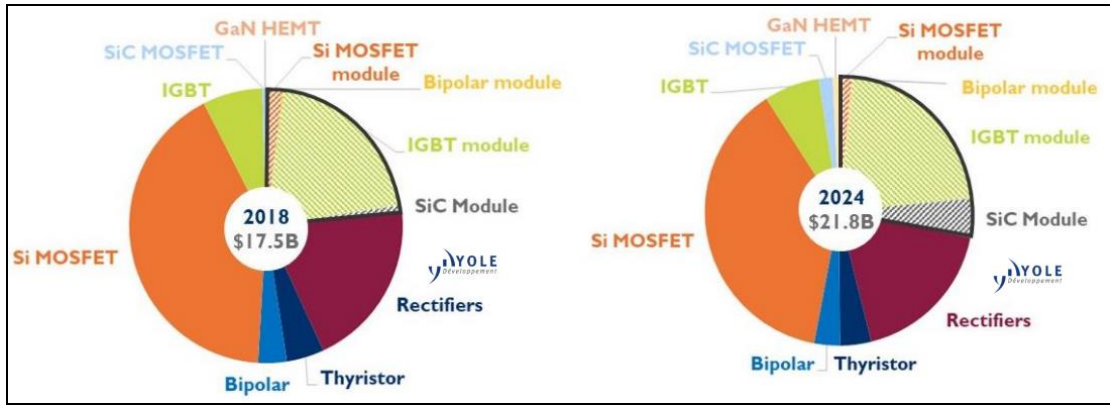 GaN HEMT
SiC MOSFET
Si MOSFET
module
IGBT
Bipolar module
IGBT module
2018
$17.5B
SiC Module
Si MOSFET
YOLE
Développement
Rectifiers
Bipolar
Thyristor
GaN HEMT
SiC MOSFET
Si MOSFET
module
IGBT
Bipolar module
IGBT module
2024
$21.8B
SiC Module
Si MOSFET
YOLE
Développement
Rectifiers
Bipolar
Thyristor